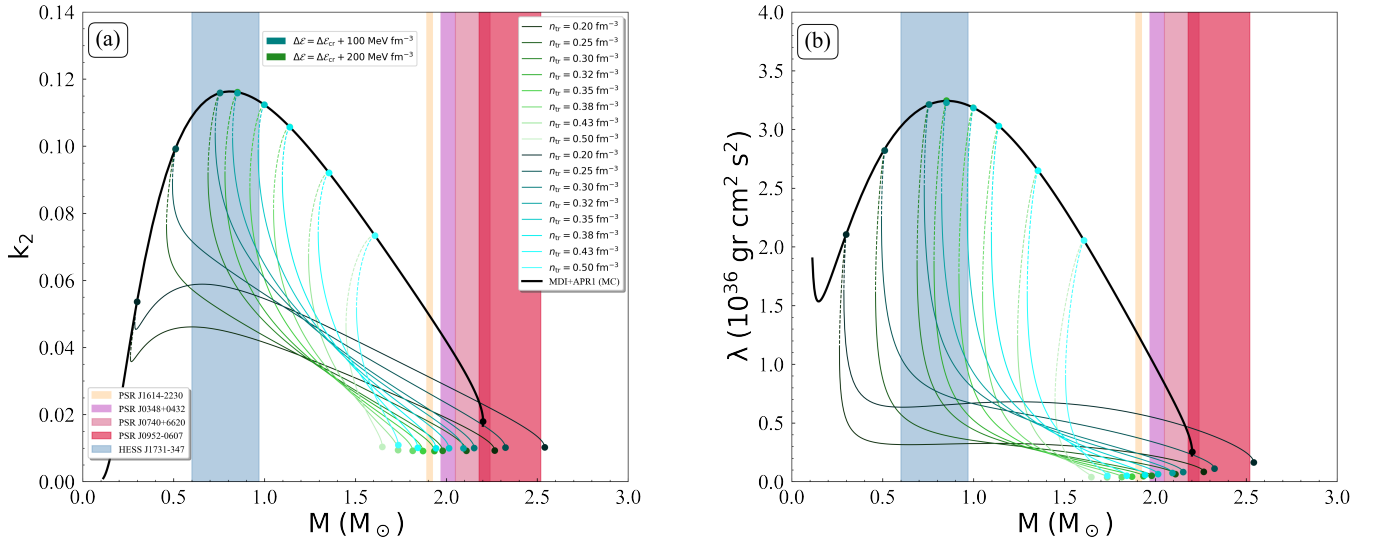 (a)
Δℰ = Δℰcr + 100 MeV fm⁻³
Δℰ = Δℰcr + 200 MeV fm⁻³
n_tr = 0.20 fm⁻³
n_tr = 0.25 fm⁻³
n_tr = 0.30 fm⁻³
n_tr = 0.32 fm⁻³
n_tr = 0.35 fm⁻³
n_tr = 0.38 fm⁻³
n_tr = 0.43 fm⁻³
n_tr = 0.50 fm⁻³
n_tr = 0.20 fm⁻³
n_tr = 0.25 fm⁻³
n_tr = 0.30 fm⁻³
n_tr = 0.32 fm⁻³
n_tr = 0.35 fm⁻³
n_tr = 0.38 fm⁻³
n_tr = 0.43 fm⁻³
n_tr = 0.50 fm⁻³
MDI+APR1 (MC)
PSR J1614-2230
PSR J0348+0432
PSR J0740+6620
PSR J0952-0607
HESS J1731-347
0.14
0.12
0.10
0.08
0.06
0.04
0.02
0.00
k₂
0.0 0.5 1.0 1.5 2.0 2.5 3.0
M (M⊙)
(b)
4.0
3.5
3.0
2.5
2.0
1.5
1.0
0.5
0.0
λ (10³⁶ gr cm² s²)
0.0 0.5 1.0 1.5 2.0 2.5 3.0
M (M⊙)